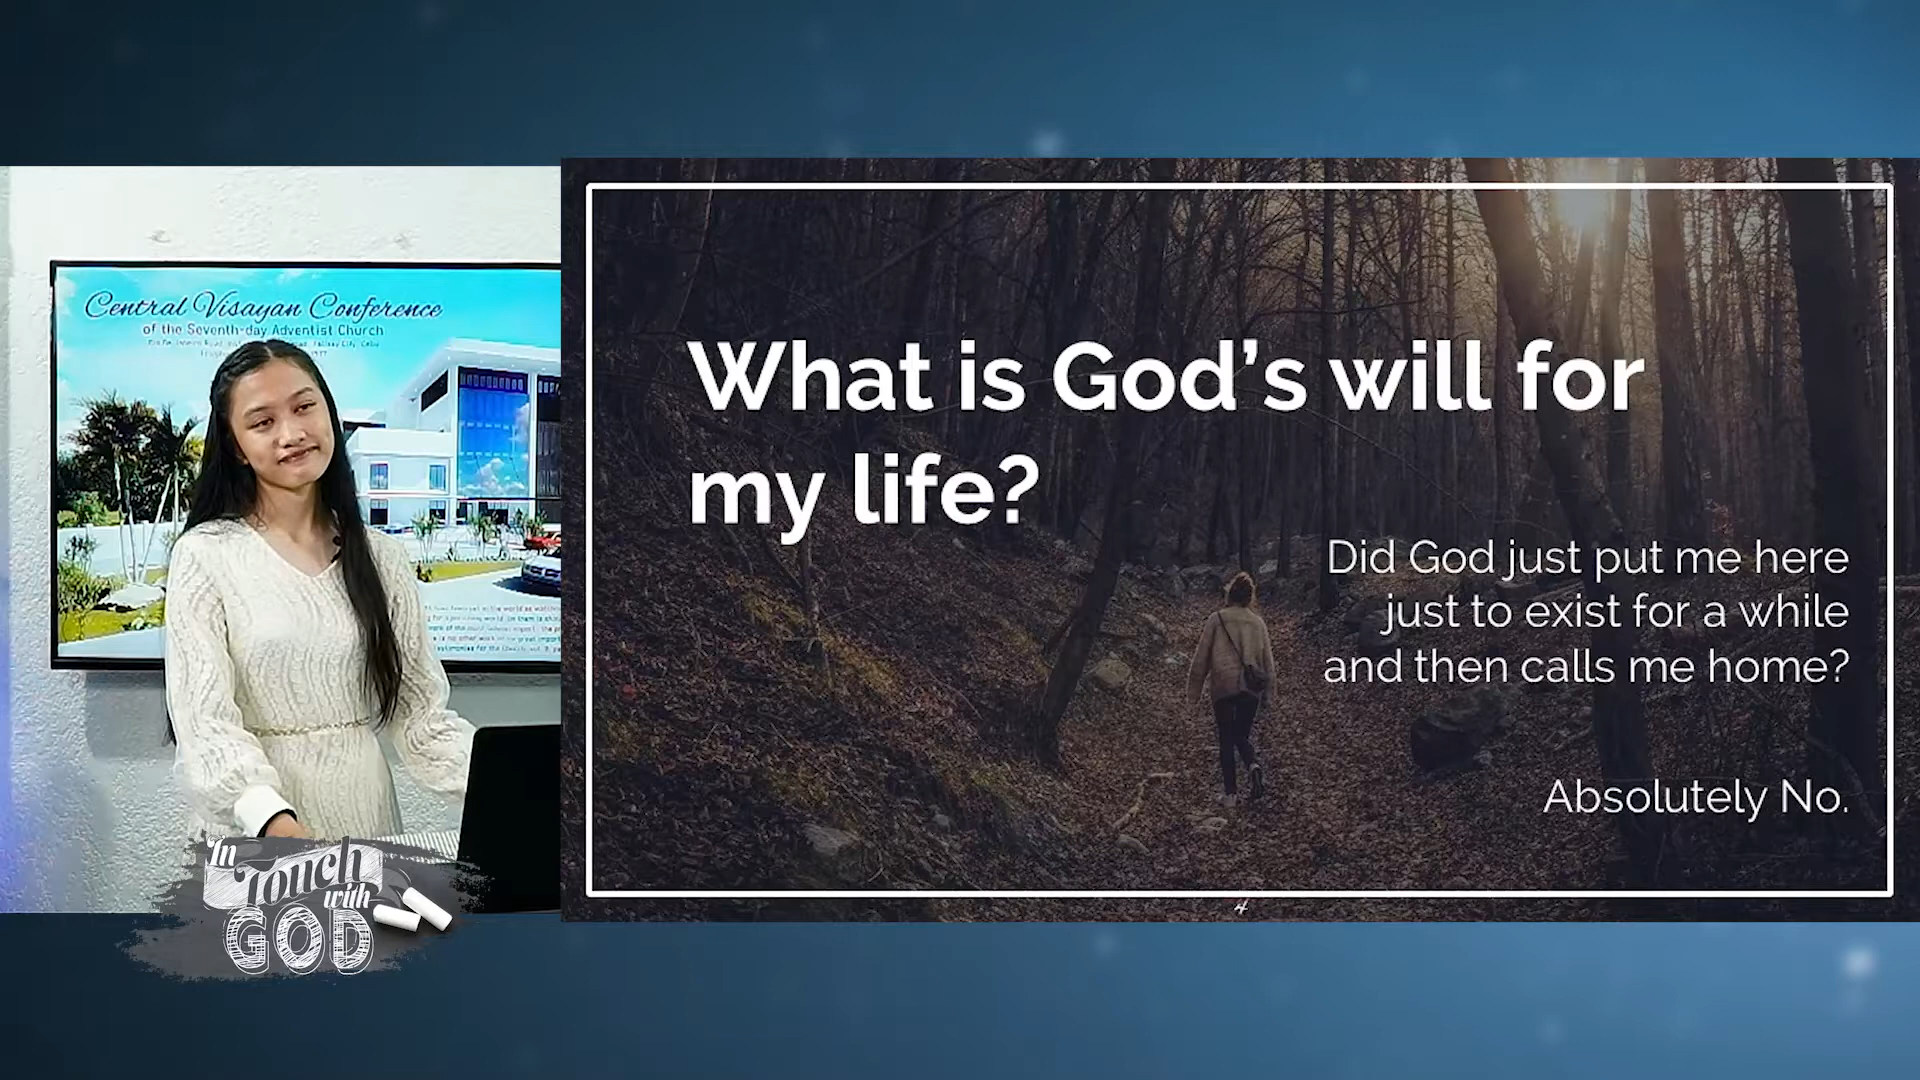 Central Visayan Conference
of the Seventh-day Adventist Church
What is God's will for
my life?
Did God just put me here
just to exist for a while
and then calls me home?
Absolutely No.
4
In
Touch
with
GOD